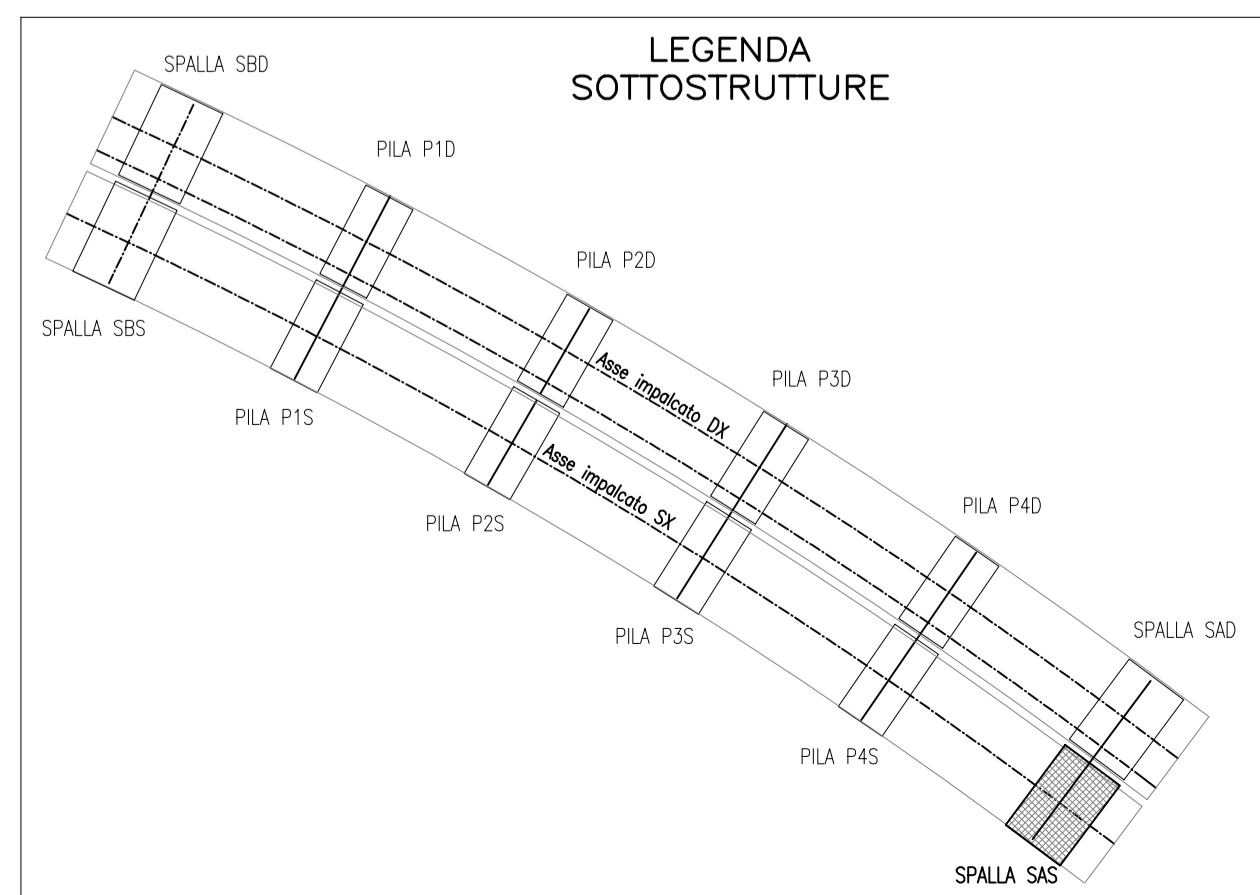 LEGENDA
SOTTOSTRUTTURE
SPALLA SBD
PILA P1D
PILA P2D
SPALLA SBS
Asse impalcato DX
PILA P3D
PILA P1S
Asse impalcato SX
PILA P4D
PILA P2S
PILA P3S
SPALLA SAD
PILA P4S
SPALLA SAS